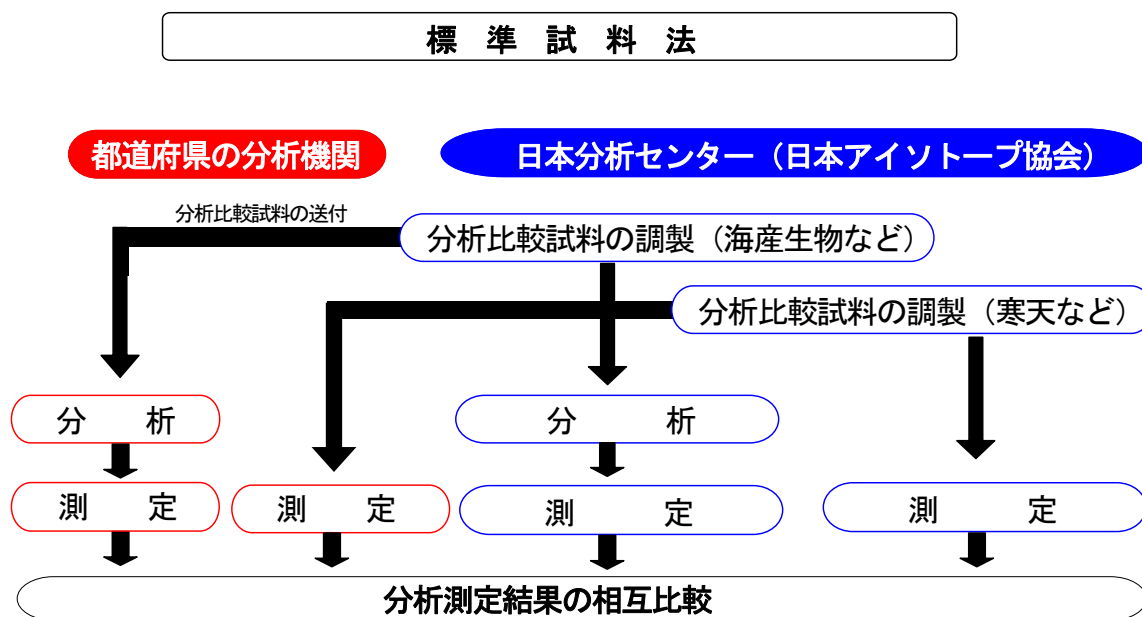 標 準 試 料 法
都道府県の分析機関
日本分析センター（日本アイソトープ協会）
分析比較試料の送付
分析比較試料の調製（海産生物など）
分析比較試料の調製（寒天など）
分 析
分 析
測 定
測 定
測 定
測 定
分析測定結果の相互比較